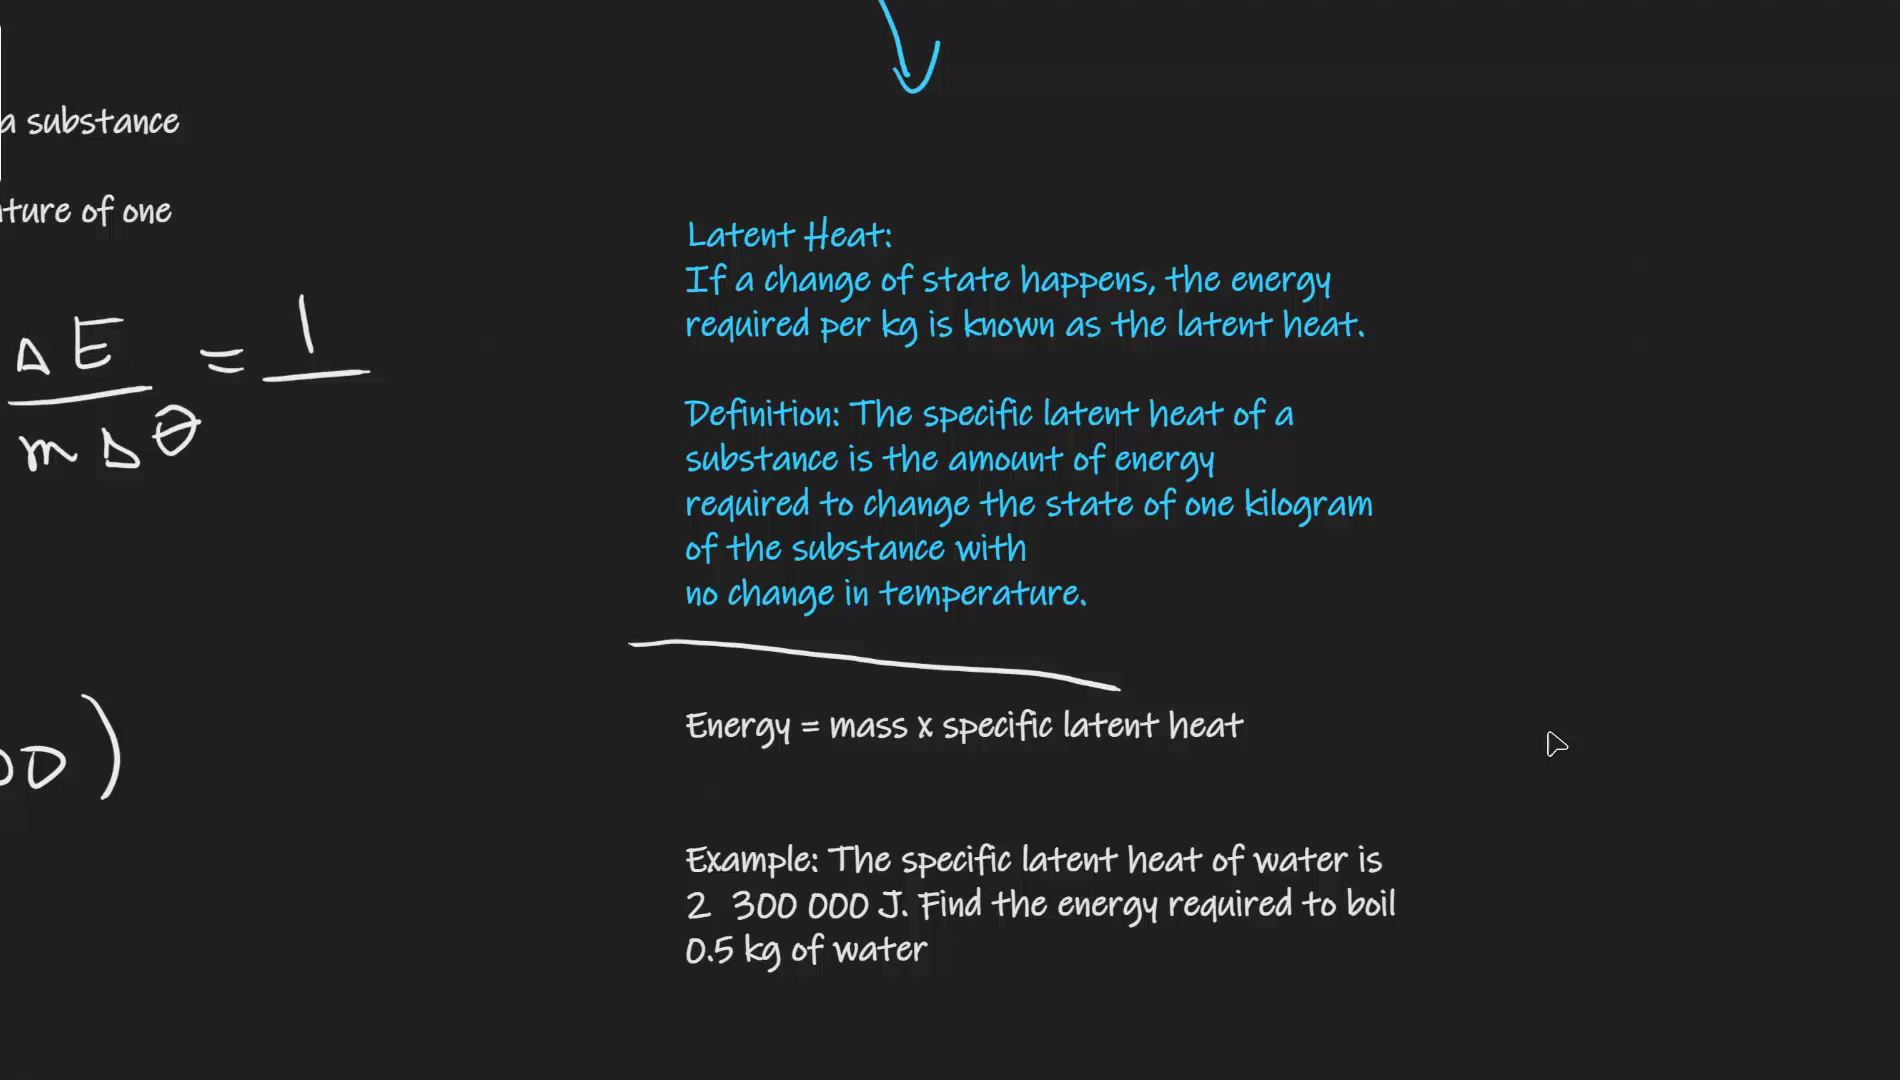 a substance
ture of one
ΔE = 1
mΔθ
00)
Latent Heat:
If a change of state happens, the energy
required per kg is known as the latent heat.
Definition: The specific latent heat of a
substance is the amount of energy
required to change the state of one kilogram
of the substance with
no change in temperature.
Energy = mass x specific latent heat
Example: The specific latent heat of water is
2 300 000 J. Find the energy required to boil
0.5 kg of water